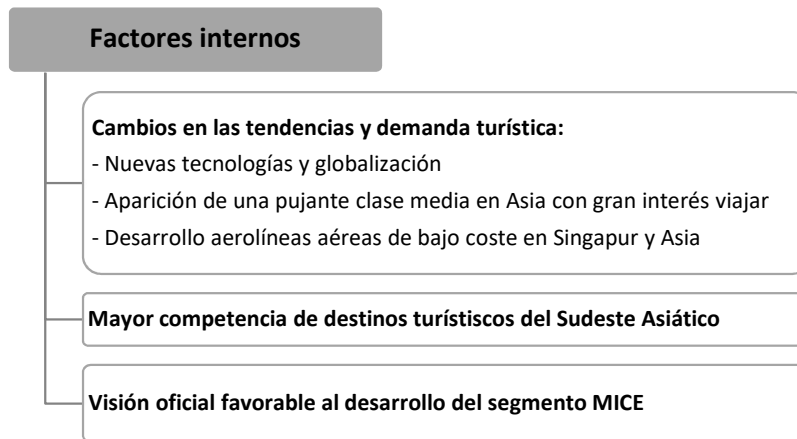 Factores internos
Cambios en las tendencias y demanda turística:
- Nuevas tecnologías y globalización
- Aparición de una pujante clase media en Asia con gran interés viajar
- Desarrollo aerolíneas aéreas de bajo coste en Singapur y Asia
Mayor competencia de destinos turístiscos del Sudeste Asiático
Visión oficial favorable al desarrollo del segmento MICE